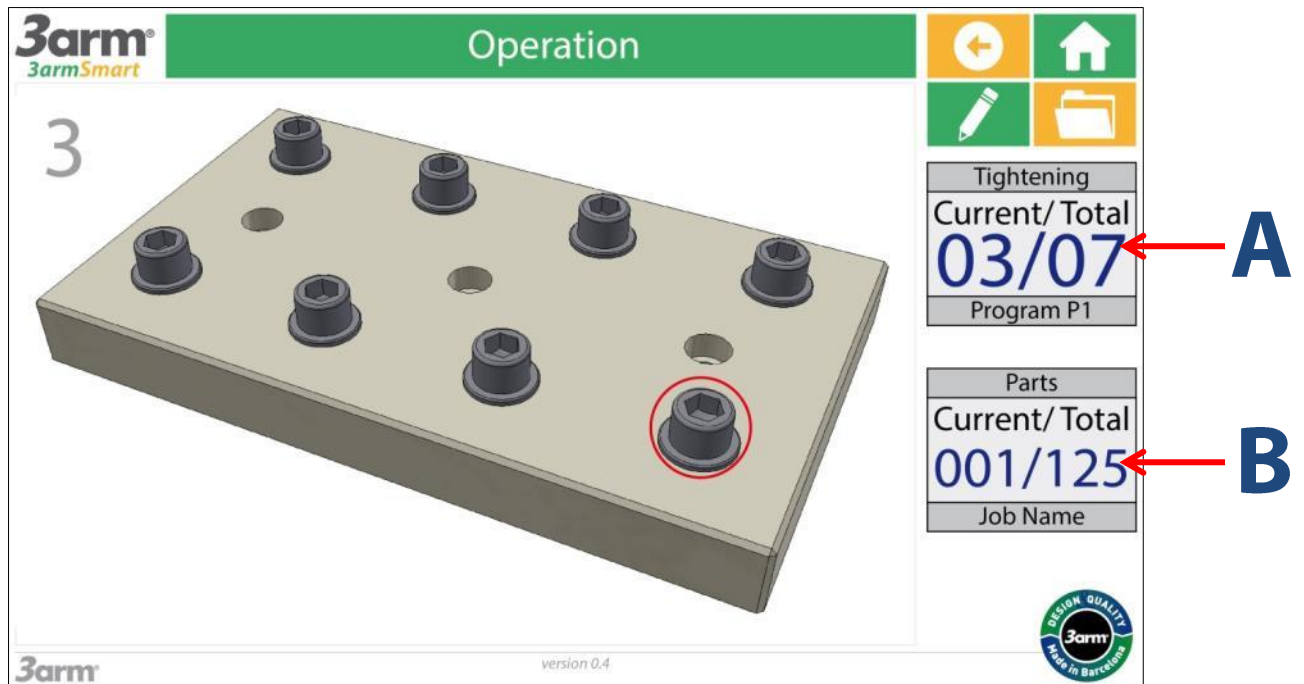 3arm®
3armSmart
Operation
3
Tightening
Current/ Total
03/07
Program P1
A
Parts
Current/ Total
001/125
Job Name
B
DESIGN QUALITY
3arm
Made in Barcelona
3arm®
version 0.4